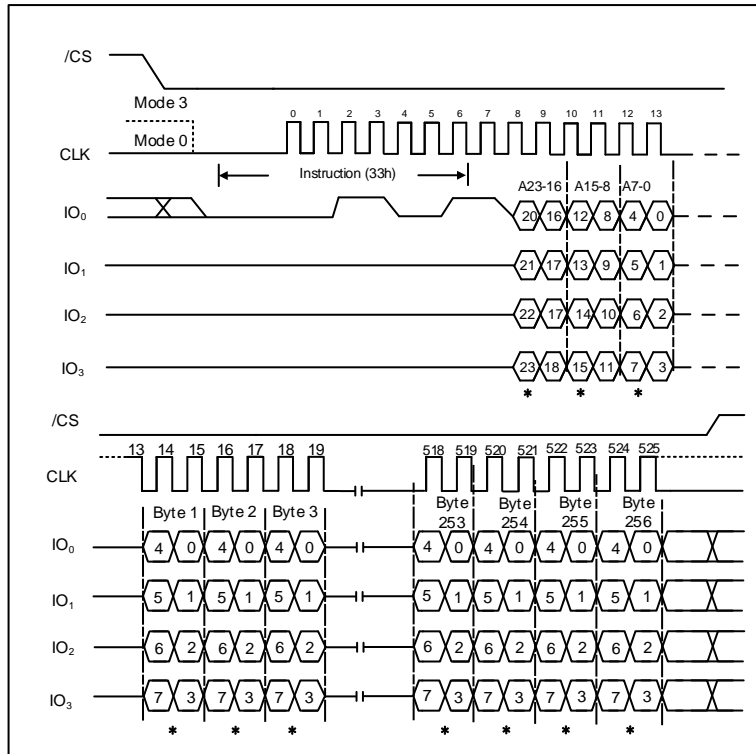 /CS
Mode 3
0 1 2 3 4 5 6 7 8 9 10 11 12 13
Mode 0
CLK
Instruction (33h)
A23-16 A15-8 A7-0
IO0 20 16 12 8 4 0
IO1 21 17 13 9 5 1
IO2 22 17 14 10 6 2
IO3 23 18 15 11 7 3
* * *
/CS
13 14 15 16 17 18 19 518 519 520 521 522 523 524 525
CLK
Byte 1 Byte 2 Byte 3 Byte 253 Byte 254 Byte 255 Byte 256
IO0 4 0 4 0 4 0 4 0 4 0 4 0 4 0
IO1 5 1 5 1 5 1 5 1 5 1 5 1 5 1
IO2 6 2 6 2 6 2 6 2 6 2 6 2 6 2
IO3 7 3 7 3 7 3 7 3 7 3 7 3 7 3
* * * * * * *